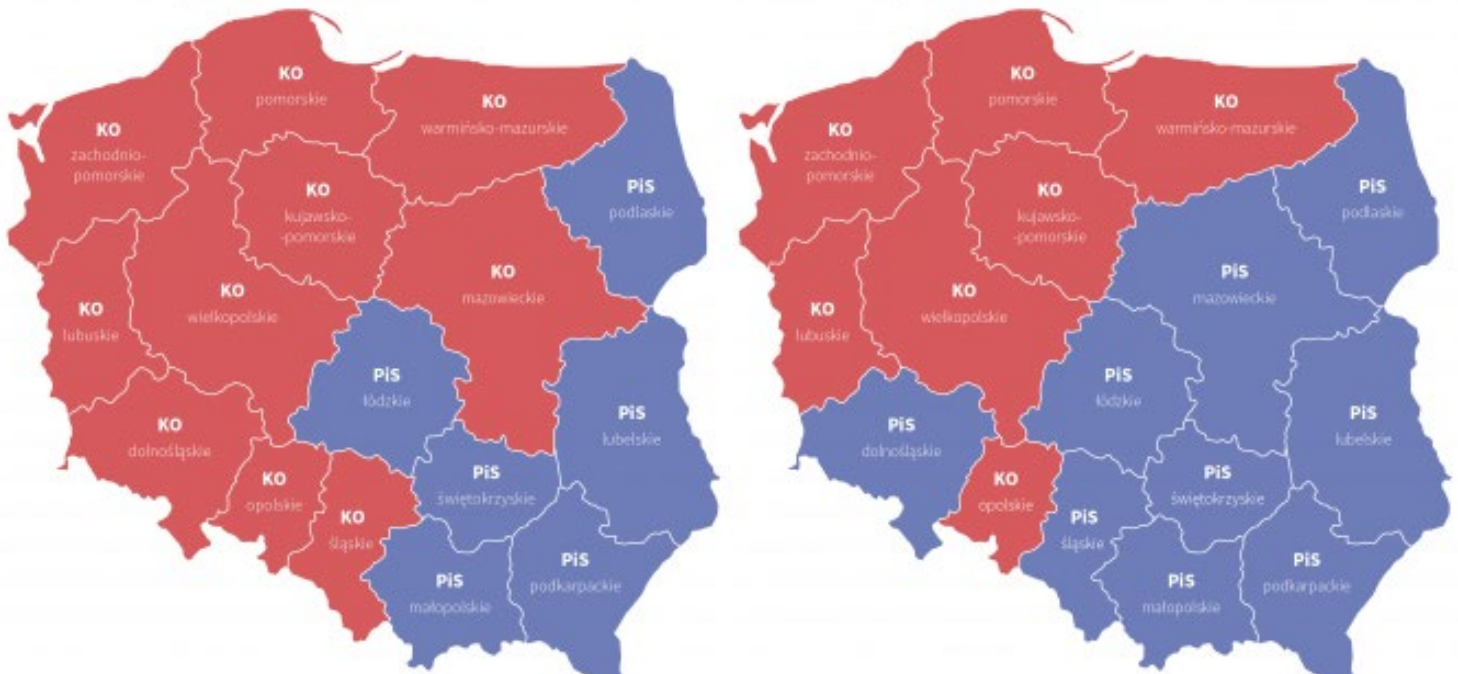 KO
pomorskie
KO
warmińsko-mazurskie
KO
zachodnio-
pomorskie
KO
kujawsko-
-pomorskie
PiS
podlaskie
KO
mazowieckie
KO
wielkopolskie
KO
lubuskie
PiS
łódzkie
PiS
lubelskie
KO
dolnośląskie
KO
opolskie
KO
śląskie
PiS
świętokrzyskie
PiS
małopolskie
PiS
podkarpackie
KO
pomorskie
KO
warmińsko-mazurskie
KO
zachodnio-
pomorskie
KO
kujawsko-
-pomorskie
PiS
podlaskie
PiS
mazowieckie
KO
wielkopolskie
KO
lubuskie
PiS
łódzkie
PiS
lubelskie
PiS
dolnośląskie
KO
opolskie
PiS
śląskie
PiS
świętokrzyskie
PiS
małopolskie
PiS
podkarpackie